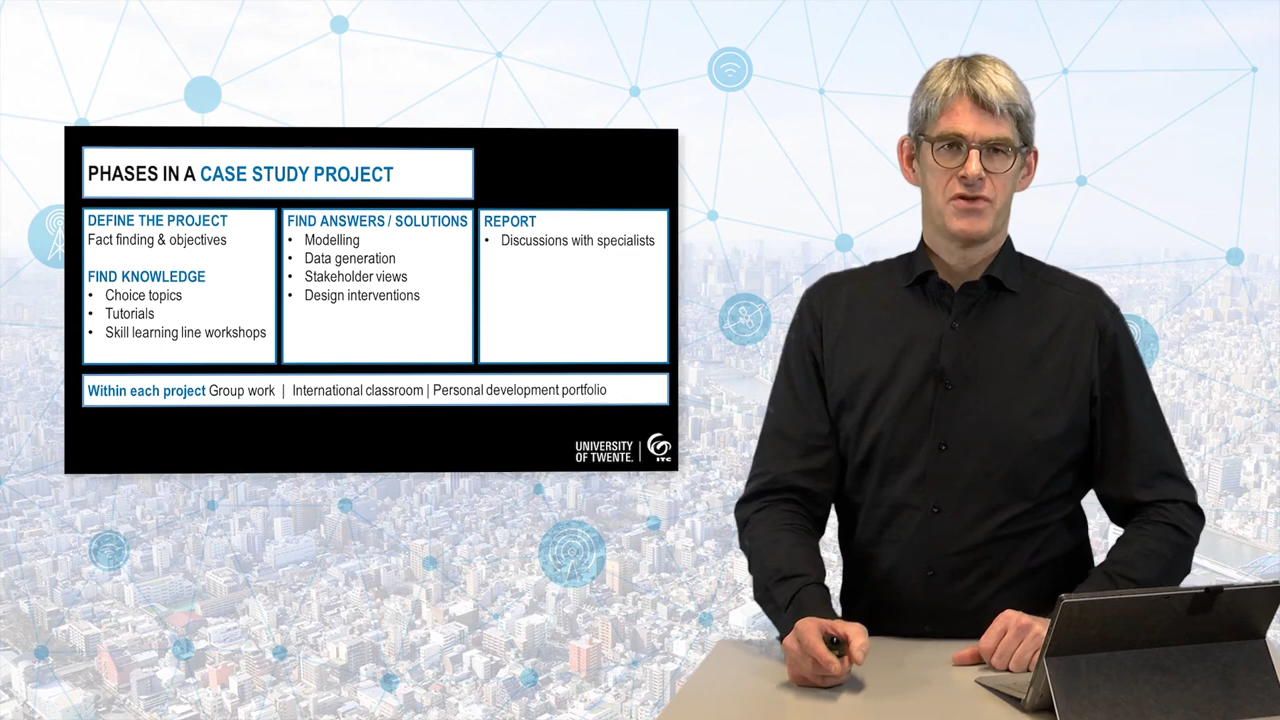 PHASES IN A CASE STUDY PROJECT
DEFINE THE PROJECT
Fact finding & objectives
FIND KNOWLEDGE
• Choice topics
• Tutorials
• Skill learning line workshops
FIND ANSWERS / SOLUTIONS
• Modelling
• Data generation
• Stakeholder views
• Design interventions
REPORT
• Discussions with specialists
Within each project Group work | International classroom | Personal development portfolio
UNIVERSITY
OF TWENTE.
ITC